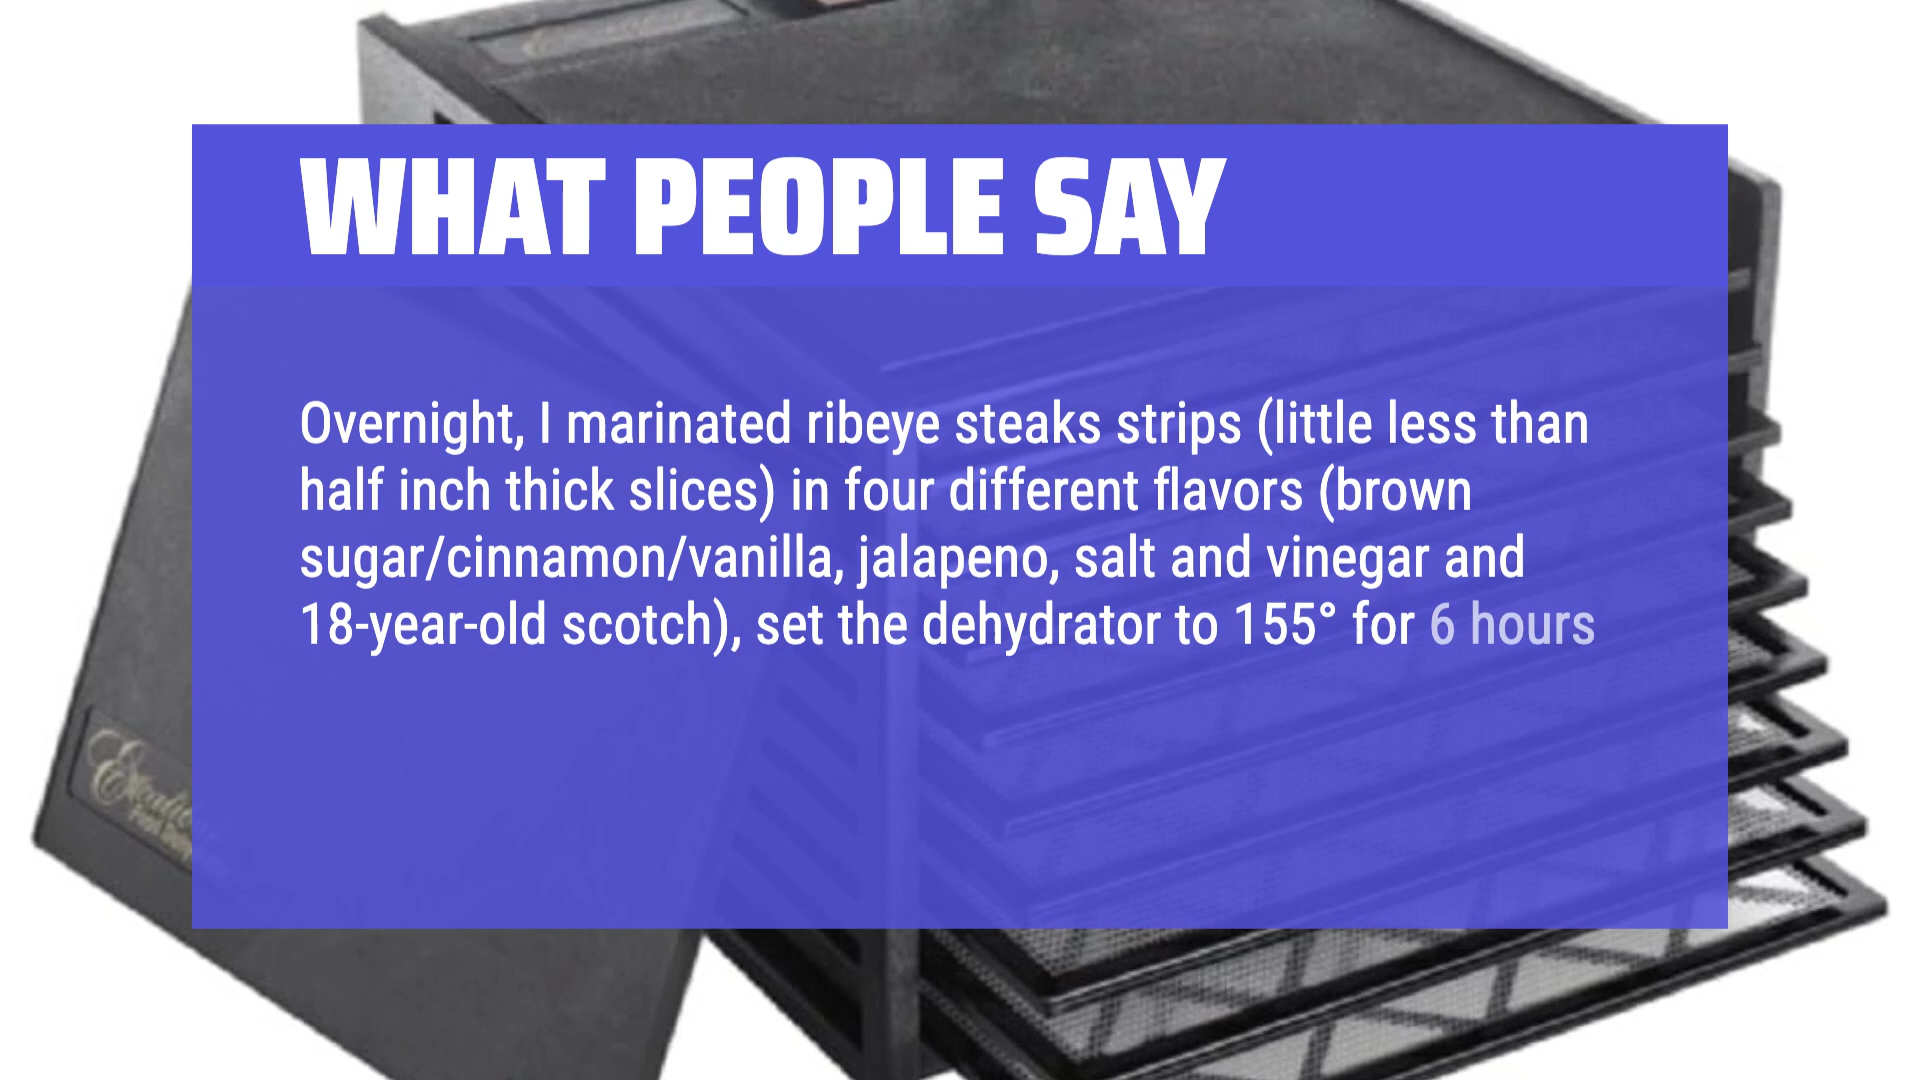 WHAT PEOPLE SAY
Overnight, I marinated ribeye steaks strips (little less than
half inch thick slices) in four different flavors (brown
sugar/cinnamon/vanilla, jalapeno, salt and vinegar and
18-year-old scotch), set the dehydrator to 155° for 6 hours